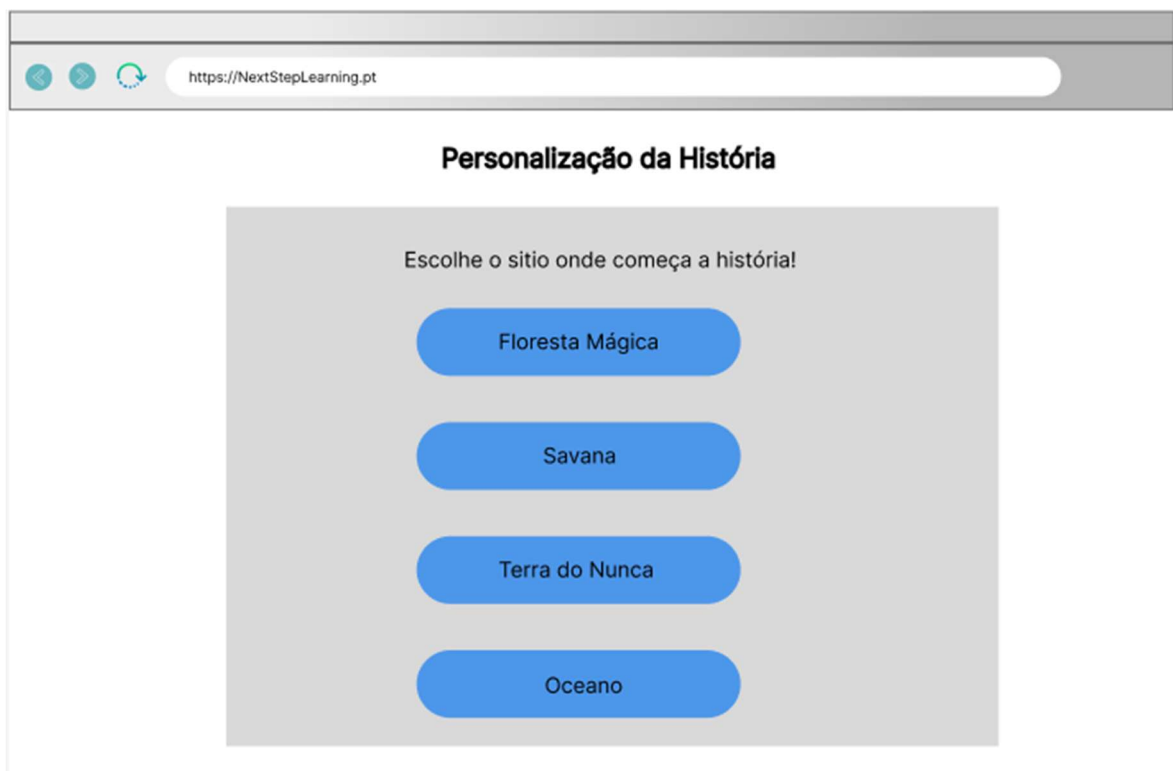 https://NextStepLearning.pt
Personalização da História
Escolhe o sitio onde começa a história!
Floresta Mágica
Savana
Terra do Nunca
Oceano